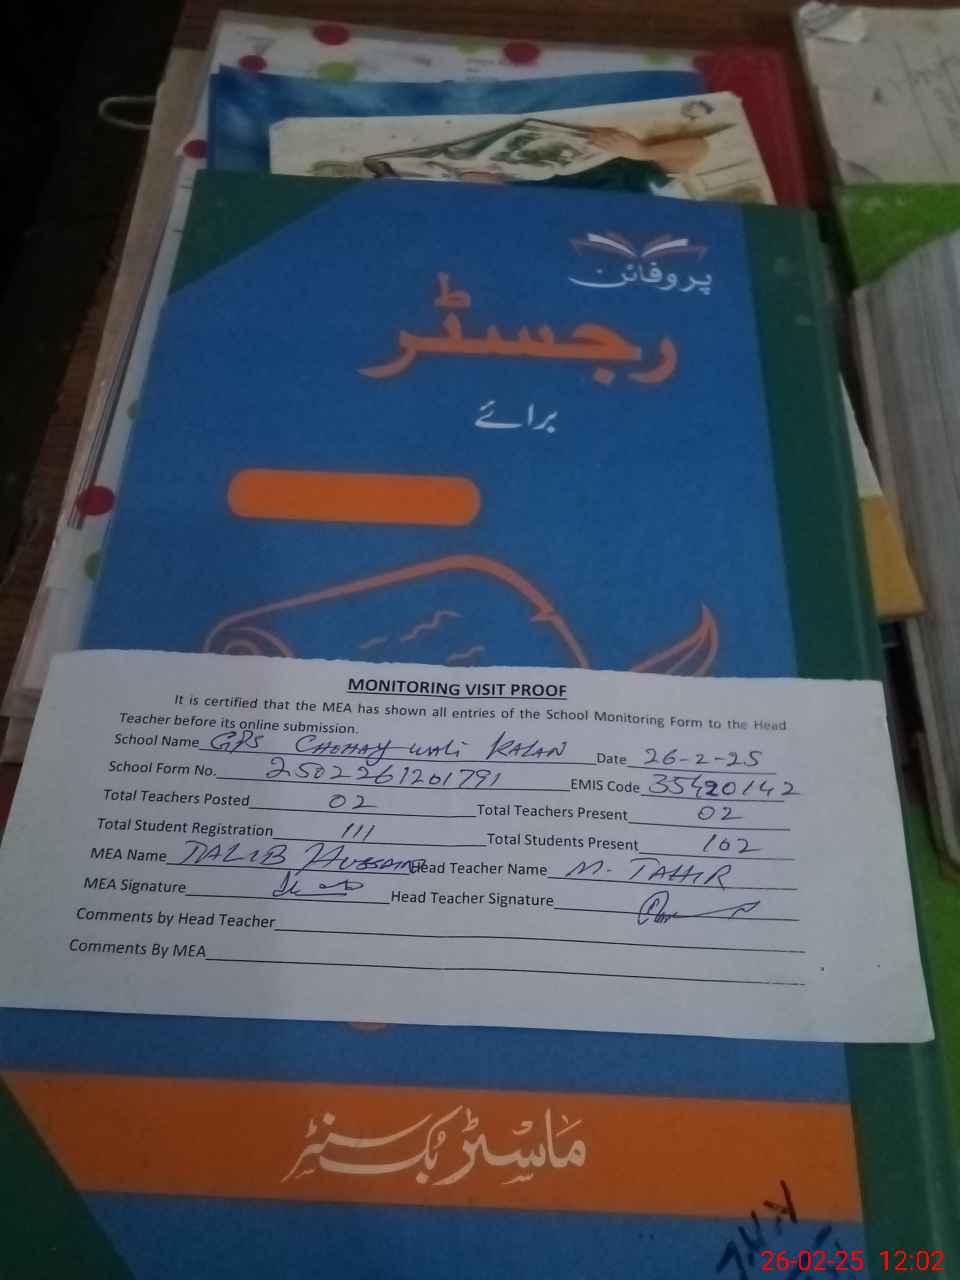 پروفائن
رجسٹر
برائے
MONITORING VISIT PROOF
It is certified that the MEA has shown all entries of the School Monitoring Form to the Head
Teacher before its online submission.
School Name GPS CHOHAY WALI KALAN Date 26-2-25
School Form No. 2502261201791 EMIS Code 35420142
Total Teachers Posted 02 Total Teachers Present 02
Total Student Registration 111 Total Students Present 102
MEA Name TALIB HUSSAIN Head Teacher Name M. TAHIR
MEA Signature Head Teacher Signature
Comments by Head Teacher
Comments By MEA
ماسٹر بک سنٹر
26-02-25 12:02